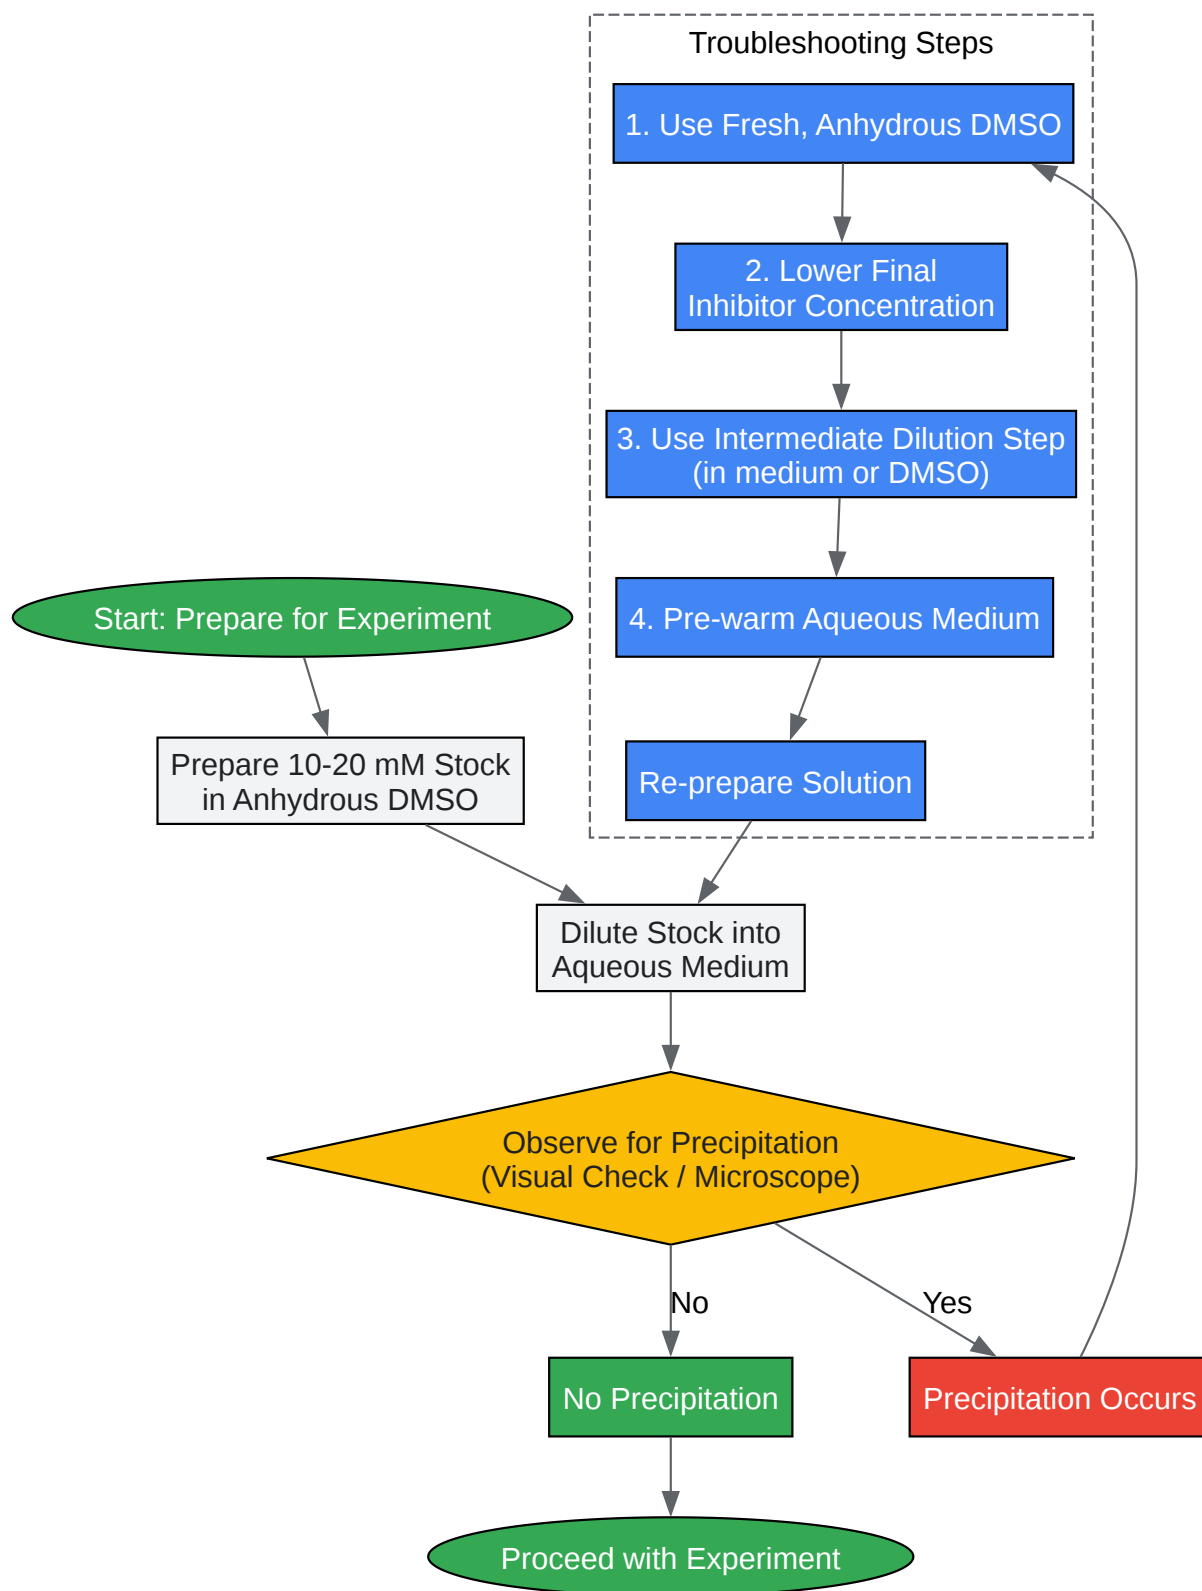 Troubleshooting Steps
1. Use Fresh, Anhydrous DMSO
2. Lower Final
Inhibitor Concentration
3. Use Intermediate Dilution Step
(in medium or DMSO)
4. Pre-warm Aqueous Medium
Re-prepare Solution
Start: Prepare for Experiment
Prepare 10-20 mM Stock
in Anhydrous DMSO
Dilute Stock into
Aqueous Medium
Observe for Precipitation
(Visual Check / Microscope)
No
Yes
No Precipitation
Precipitation Occurs
Proceed with Experiment